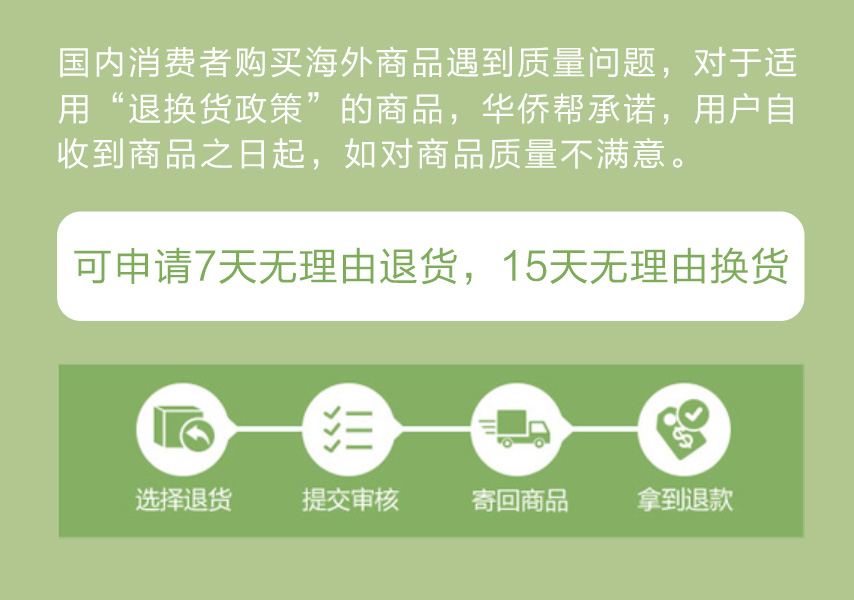 国内消费者购买海外商品遇到质量问题，对于适
用“退换货政策”的商品，华侨帮承诺，用户自
收到商品之日起，如对商品质量不满意。
可申请7天无理由退货，15天无理由换货
选择退货
提交审核
寄回商品
拿到退款